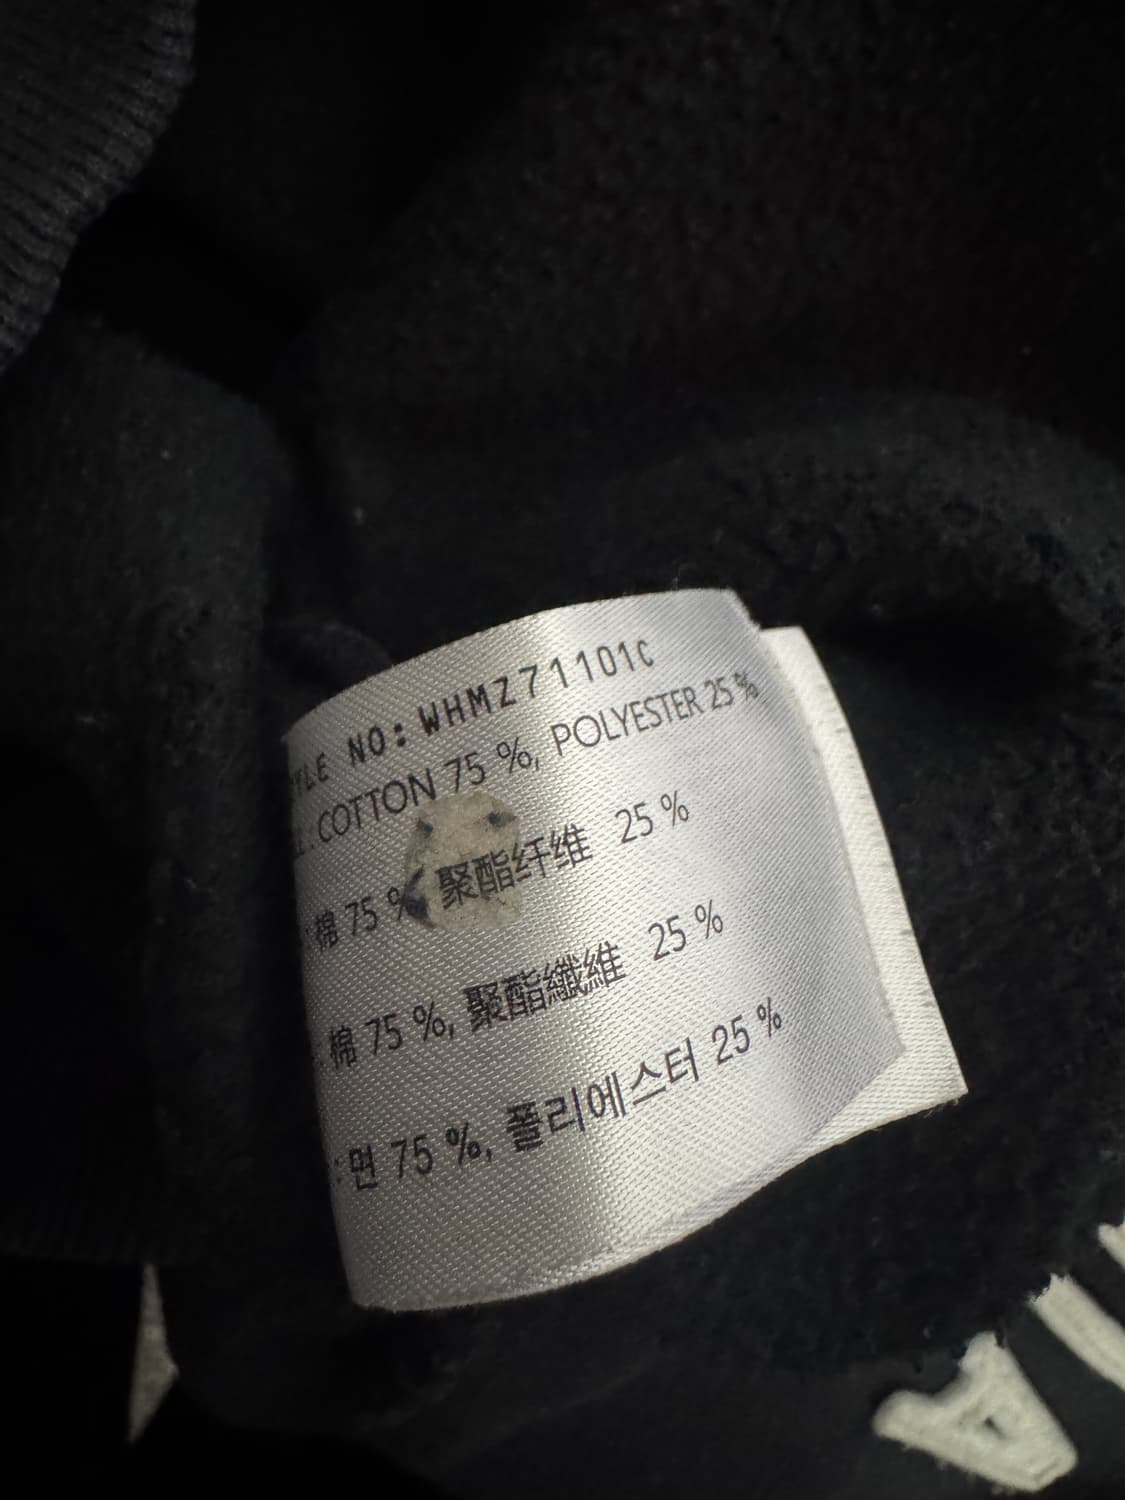 STYLE NO: WHMZ71101C
: COTTON 75 %, POLYESTER 25 %
: 棉 75 % 聚酯纤维 25 %
: 棉 75 %, 聚酯纖維 25 %
: 면 75 %, 폴리에스터 25 %
A